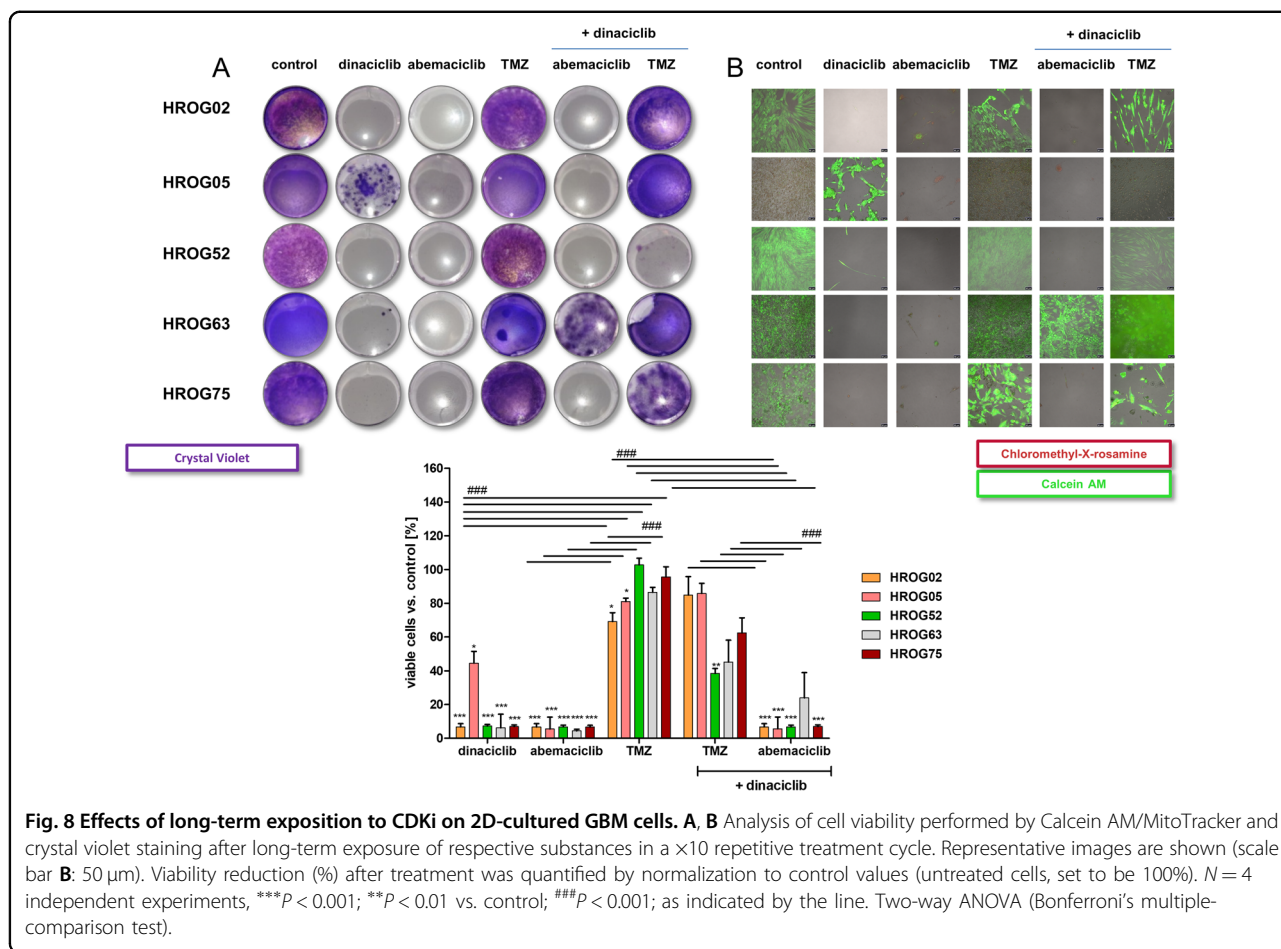 + dinaciclib
+ dinaciclib
A
control dinaciclib abemaciclib TMZ abemaciclib TMZ
B
control dinaciclib abemaciclib TMZ abemaciclib TMZ
HROG02
HROG05
HROG52
HROG63
HROG75
Crystal Violet
Chloromethyl-X-rosamine
Calcein AM
viable cells vs. control [%]
160
140
120
100
80
60
40
20
0
###
###
###
###
* * ** *
*** *** *** *** *** *** *** *** *** *** *** *** ***
HROG02
HROG05
HROG52
HROG63
HROG75
dinaciclib abemaciclib TMZ TMZ abemaciclib
+ dinaciclib
Fig. 8 Effects of long-term exposition to CDKi on 2D-cultured GBM cells. A, B Analysis of cell viability performed by Calcein AM/MitoTracker and
crystal violet staining after long-term exposure of respective substances in a ×10 repetitive treatment cycle. Representative images are shown (scale
bar B: 50 µm). Viability reduction (%) after treatment was quantified by normalization to control values (untreated cells, set to be 100%). N = 4
independent experiments, ***P < 0.001; **P < 0.01 vs. control; ###P < 0.001; as indicated by the line. Two-way ANOVA (Bonferroni's multiple-
comparison test).